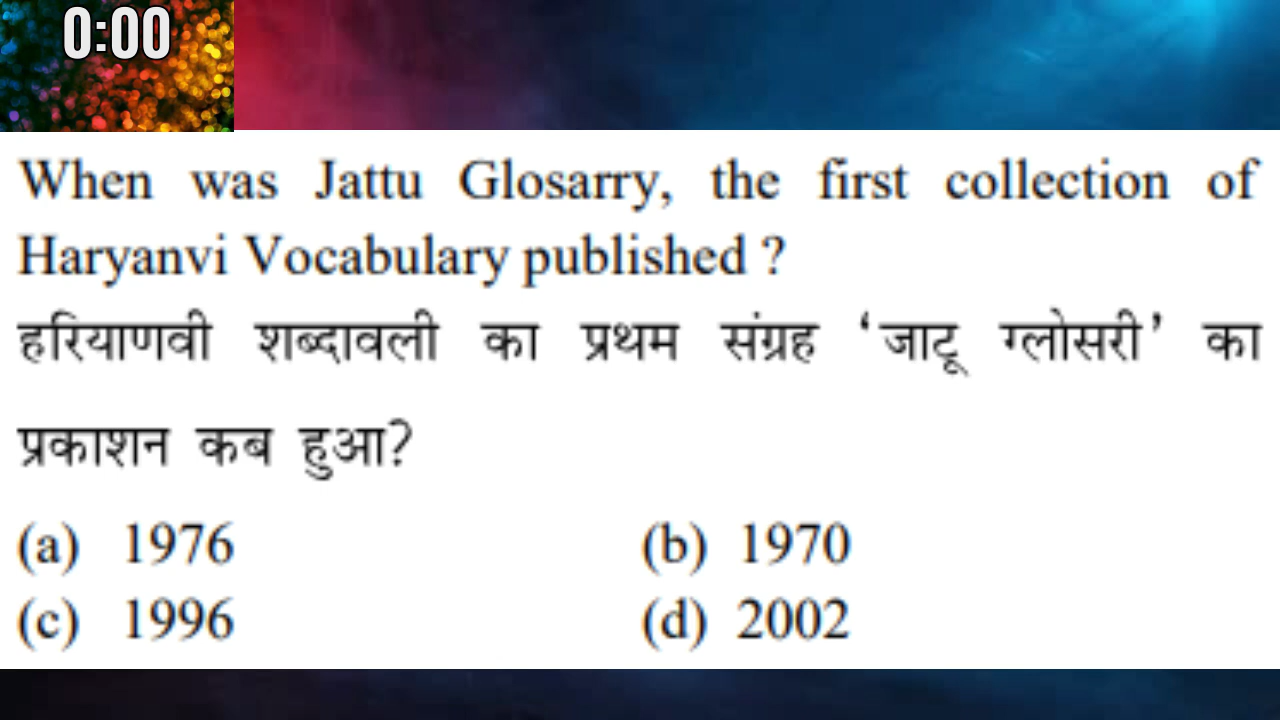 0:00
When was Jattu Glosarry, the first collection of
Haryanvi Vocabulary published ?
हरियाणवी शब्दावली का प्रथम संग्रह ‘जाटू ग्लोसरी’ का
प्रकाशन कब हुआ?
(a) 1976 (b) 1970
(c) 1996 (d) 2002